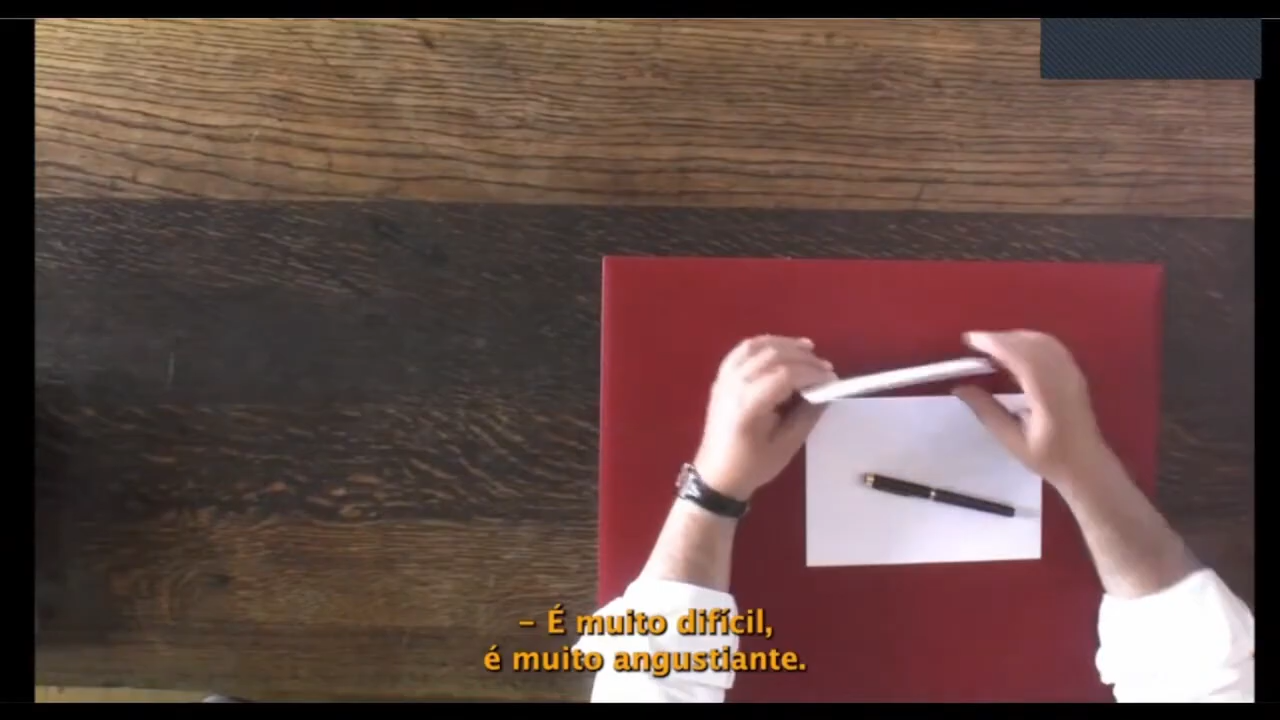 – É muito difícil,
é muito angustiante.